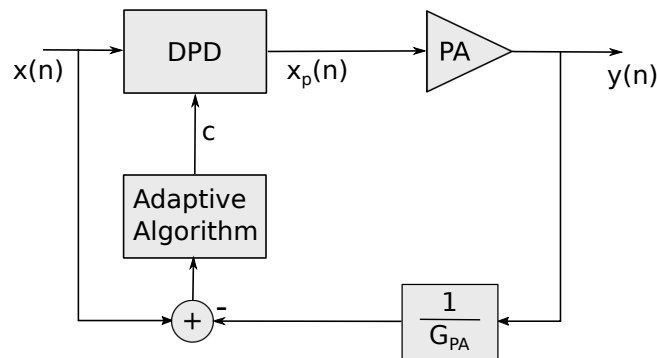 DPD
PA
x(n)
x_p(n)
y(n)
c
Adaptive
Algorithm
-
+
1
G_PA